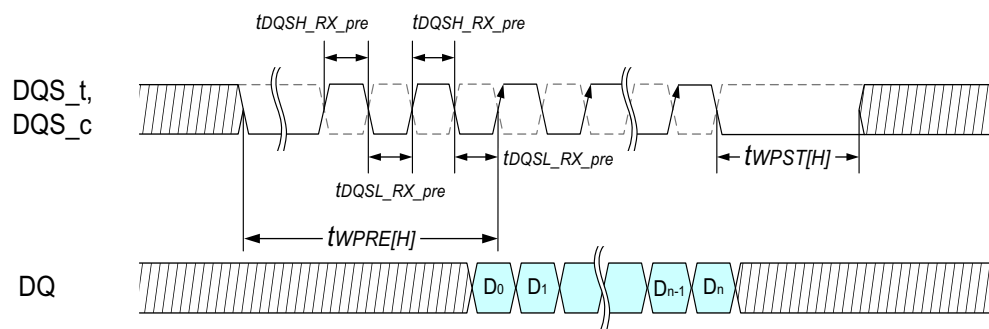 tDQSH_RX_pre tDQSH_RX_pre
DQS_t,
DQS_c
tDQSL_RX_pre
tWPST[H]
tDQSL_RX_pre
tWPRE[H]
DQ
D0 D1 Dn-1 Dn